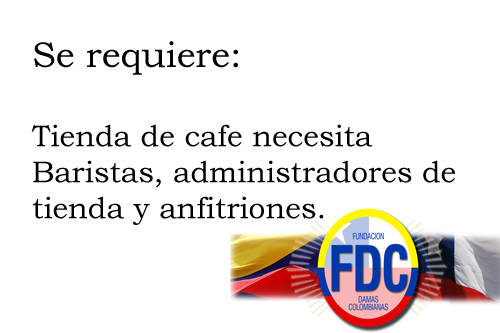 Se requiere:
Tienda de cafe necesita
Baristas, administradores de
tienda y anfitriones.
FUNDACION
FDC
DAMAS
COLOMBIANAS